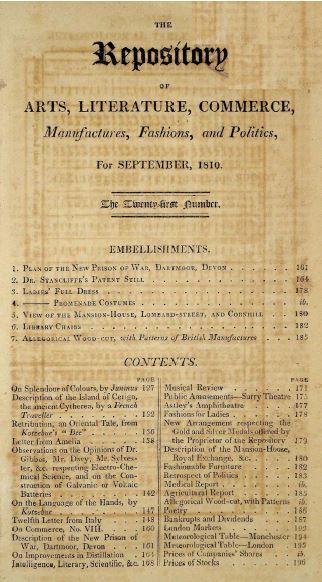 THE
Repository
OF
ARTS, LITERATURE, COMMERCE,
Manufactures, Fashions, and Politics,
For SEPTEMBER, 1810.
The Twenty-first Number.
EMBELLISHMENTS.
1. PLAN OF THE NEW PRISON OF WAR, DARTMOOR, DEVON . . . . . 161
2. DR. STANCLIFFE'S PATENT STILL . . . . . 164
3. LADIES' FULL DRESS . . . . . 178
4. —— PROMENADE COSTUMES . . . . . ib.
5. VIEW OF THE MANSION-HOUSE, LOMBARD-STREET, AND CORNHILL . . 180
6. LIBRARY CHAIRS . . . . . 182
7. ALLEGORICAL WOOD-CUT, with Patterns of British Manufactures . . . 185
CONTENTS.
PAGE
On Splendour of Colours, by Juninus 127
Description of the Island of Cerigo,
the ancient Cytherea, by a French
Traveller . . . . . 132
Retribution, an Oriental Tale, from
Kotzebue's "Bee" . . . . 136
Letter from Amelia . . . . 138
Observations on the Opinions of Dr.
Gibbes, Mr. Davy, Mr. Sylves-
ter, &c. respecting Electro-Che-
mical Science, and on the Con-
struction of Galvanic or Voltaic
Batteries . . . . . 142
On the Language of the Hands, by
Kotzebue . . . . . 147
Twelfth Letter from Italy . . . 148
On Commerce, No. VIII. . . . 160
Description of the New Prison of
War, Dartmoor, Devon . . . 161
On Improvements in Distillation . 164
Intelligence, Literary, Scientific, &c. 168
PAGE
Musical Review . . . . . 171
Public Amusements—Surry Theatre 175
Astley's Amphitheatre . . . . 177
Fashions for Ladies . . . . 178
New Arrangement respecting the
Gold and Silver Medals offered by
the Proprietor of the Repository 179
Description of the Mansion-House,
Royal Exchange, &c. . . . 180
Fashionable Furniture . . . 182
Retrospect of Politics . . . 183
Medical Report . . . . 184
Agricultural Report . . . 185
Allegorical Wood-cut, with Patterns ib.
Poetry . . . . . 186
Bankrupts and Dividends . . 187
London Markets . . . . 192
Meteorological Table—Manchester 194
Meteorological Table—London . 195
Prices of Companies' Shares . ib.
Prices of Stocks . . . . 196